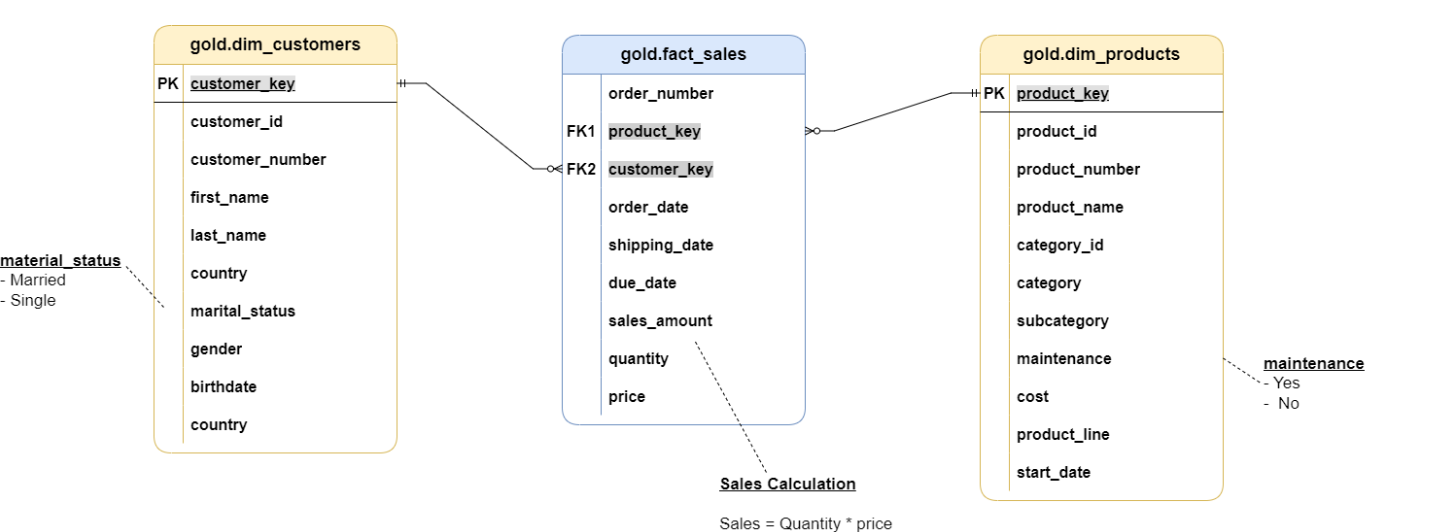 gold.dim_customers
PK customer_key
customer_id
customer_number
first_name
last_name
country
marital_status
gender
birthdate
country
material_status
- Married
- Single
gold.fact_sales
order_number
FK1 product_key
FK2 customer_key
order_date
shipping_date
due_date
sales_amount
quantity
price
Sales Calculation
Sales = Quantity * price
gold.dim_products
PK product_key
product_id
product_number
product_name
category_id
category
subcategory
maintenance
cost
product_line
start_date
maintenance
- Yes
- No